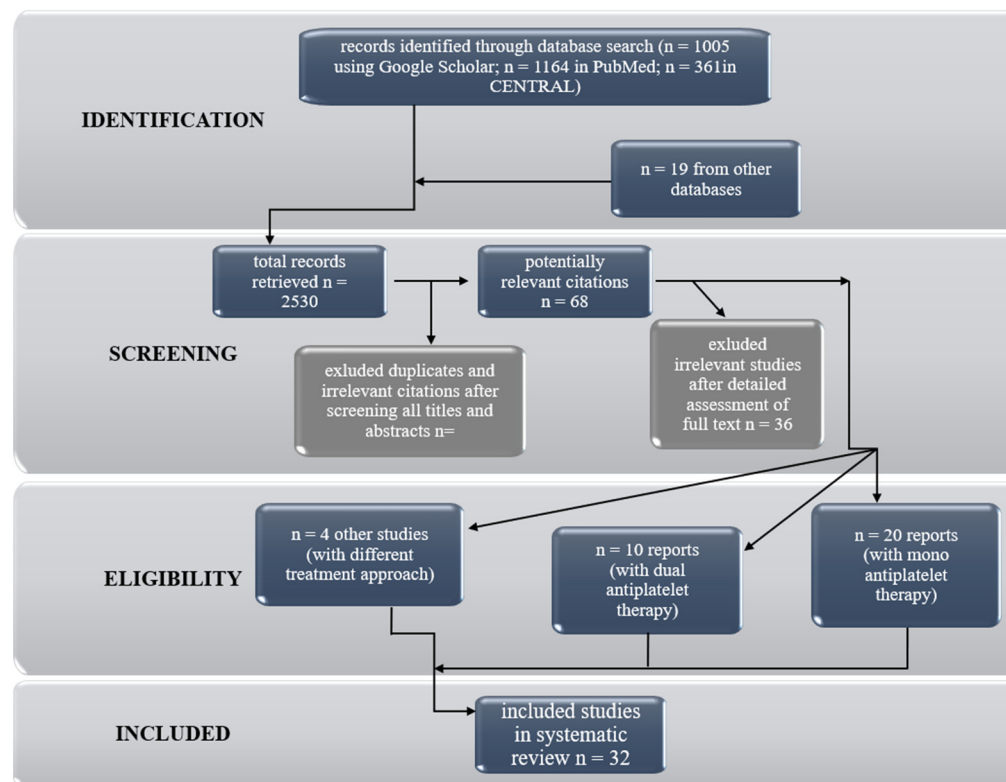 records identified through database search (n = 1005
using Google Scholar; n = 1164 in PubMed; n = 361in
CENTRAL)
IDENTIFICATION
n = 19 from other
databases
total records
retrieved n =
2530
potentially
relevant citations
n = 68
SCREENING
exluded duplicates and
irrelevant citations after
screening all titles and
abstracts n=
exluded
irrelevant studies
after detailed
assessment of
full text n = 36
ELIGIBILITY
n = 4 other studies
(with different
treatment approach)
n = 10 reports
(with dual
antiplatelet
therapy)
n = 20 reports
(with mono
antiplatelet
therapy)
INCLUDED
included studies
in systematic
review n = 32